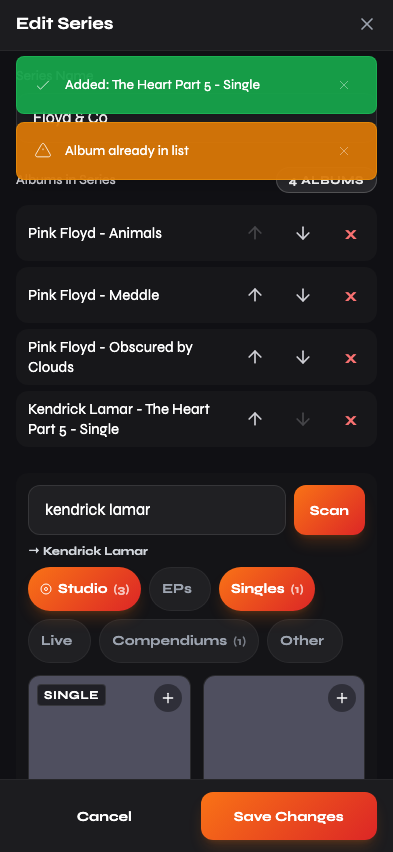 Edit Series
Series Name
Added: The Heart Part 5 - Single
Floyd & Co
Album already in list
Albums in Series
4 ALBUMS
Pink Floyd - Animals
x
Pink Floyd - Meddle
x
Pink Floyd - Obscured by
Clouds
x
Kendrick Lamar - The Heart
Part 5 - Single
x
kendrick lamar
Scan
→ Kendrick Lamar
Studio (3)
EPs
Singles (1)
Live
Compendiums (1)
Other
SINGLE
+
+
Cancel
Save Changes